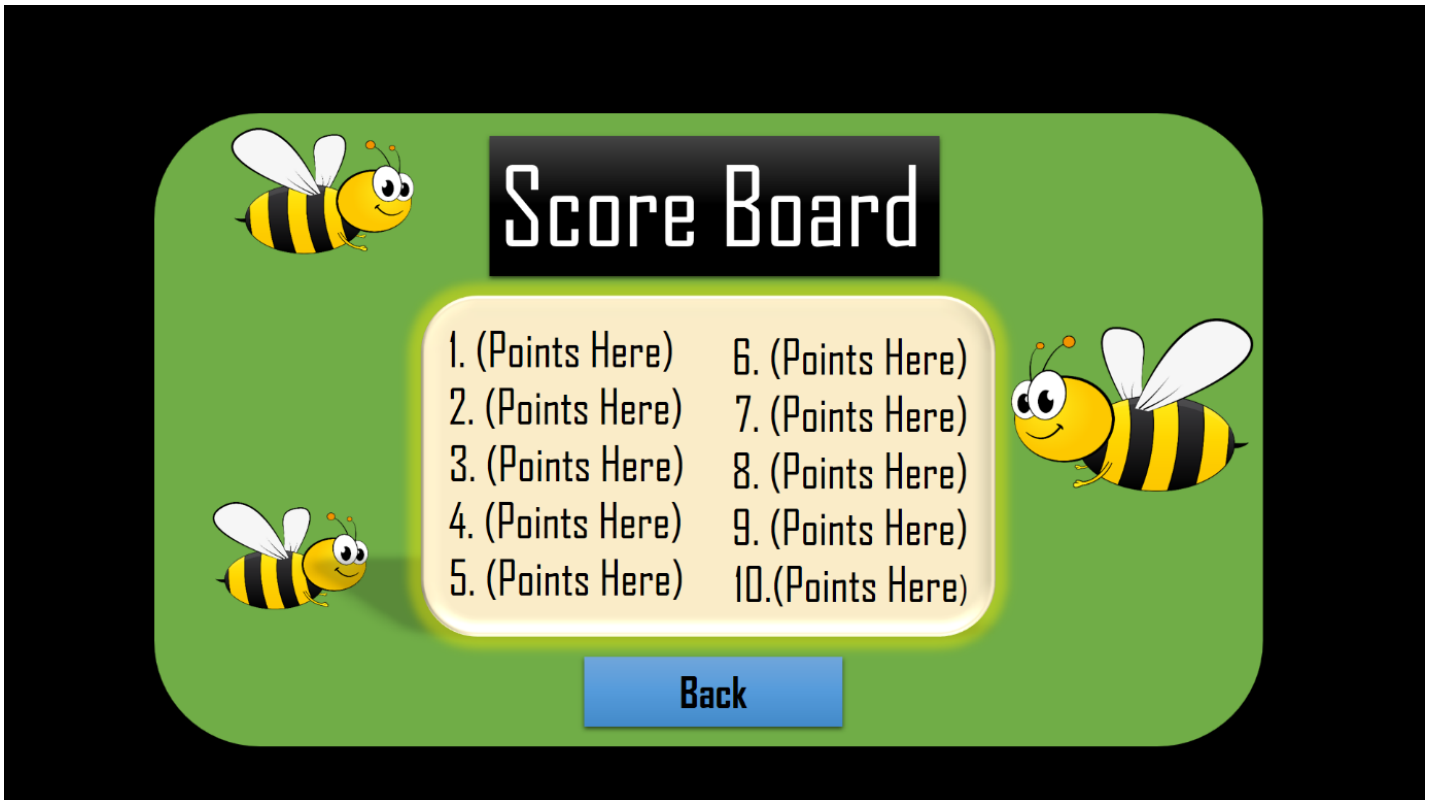 Score Board
1. (Points Here)
2. (Points Here)
3. (Points Here)
4. (Points Here)
5. (Points Here)
6. (Points Here)
7. (Points Here)
8. (Points Here)
9. (Points Here)
10.(Points Here)
Back